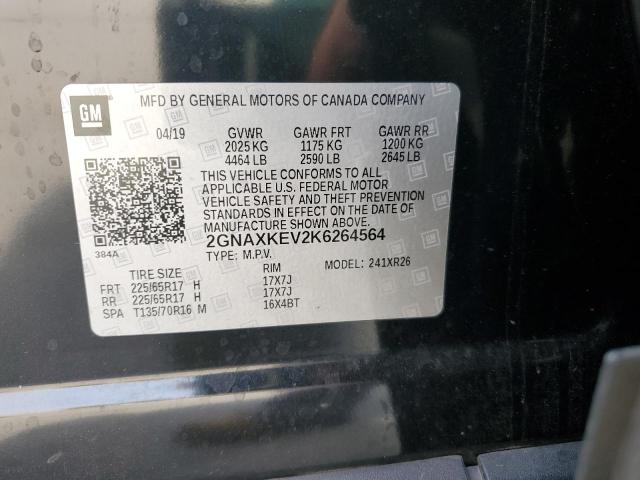 GM
MFD BY GENERAL MOTORS OF CANADA COMPANY
04/19 GVWR GAWR FRT GAWR RR
2025 KG 1175 KG 1200 KG
4464 LB 2590 LB 2645 LB
THIS VEHICLE CONFORMS TO ALL
APPLICABLE U.S. FEDERAL MOTOR
VEHICLE SAFETY AND THEFT PREVENTION
STANDARDS IN EFFECT ON THE DATE OF
MANUFACTURE SHOWN ABOVE.
2GNAXKEV2K6264564
384A
TYPE: M.P.V. MODEL: 241XR26
TIRE SIZE RIM
FRT 225/65R17 H 17X7J
RR 225/65R17 H 17X7J
SPA T135/70R16 M 16X4BT